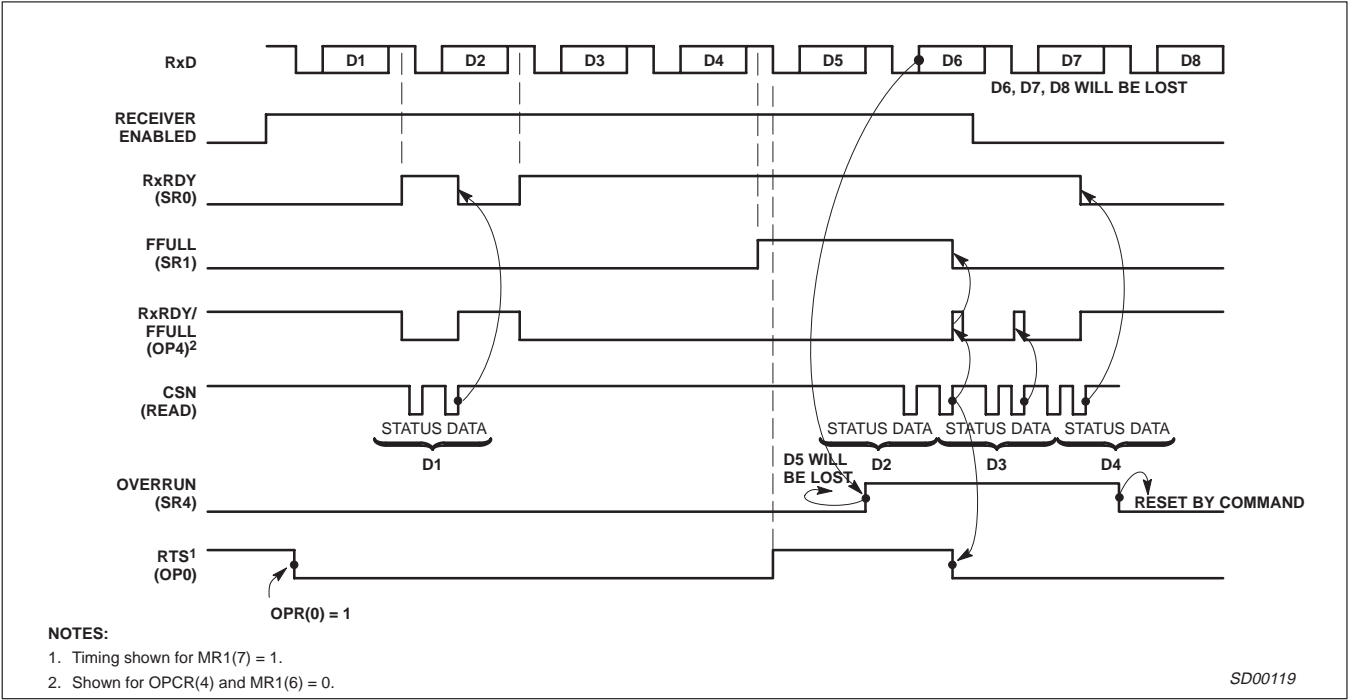 RxD
D1 D2 D3 D4 D5 D6 D7 D8
D6, D7, D8 WILL BE LOST
RECEIVER
ENABLED
RxRDY
(SR0)
FFULL
(SR1)
RxRDY/
FFULL
(OP4)2
CSN
(READ)
STATUS DATA STATUS DATA STATUS DATA STATUS DATA
D1 D2 D3 D4
D5 WILL
BE LOST
OVERRUN
(SR4)
RESET BY COMMAND
RTS1
(OP0)
OPR(0) = 1
NOTES:
1. Timing shown for MR1(7) = 1.
2. Shown for OPCR(4) and MR1(6) = 0.
SD00119